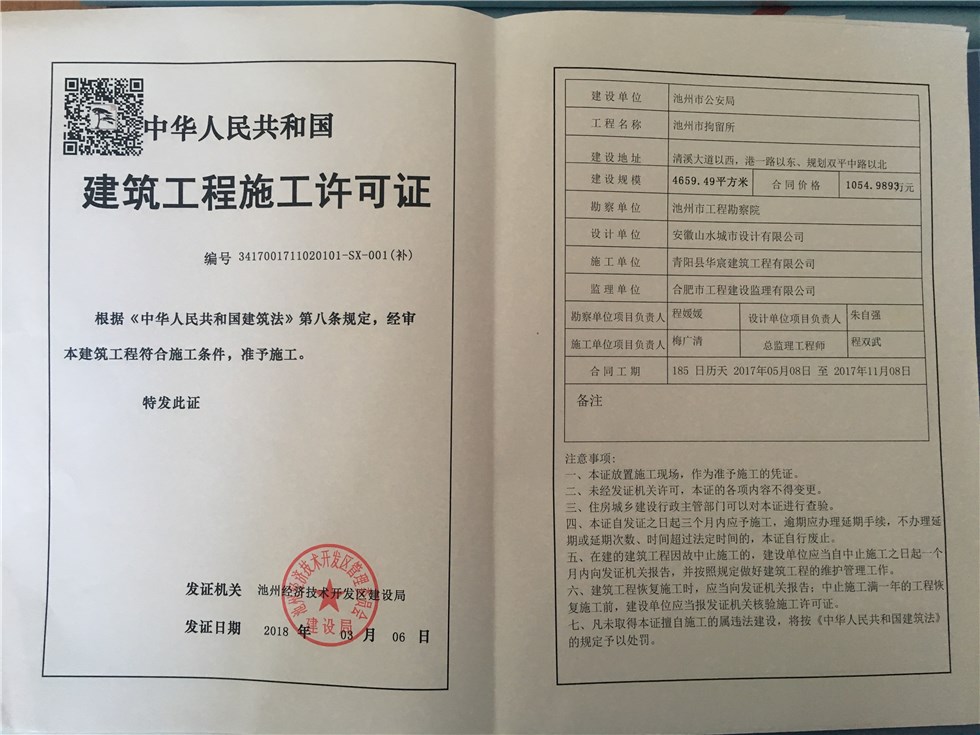 中华人民共和国
建筑工程施工许可证
编号 3417001711020101-SX-001(补)
根据《中华人民共和国建筑法》第八条规定，经审
本建筑工程符合施工条件，准予施工。
特发此证
发证机关 池州经济技术开发区建设局
发证日期 2018 年 03 月 06 日
池州经济技术开发区管理委员会
建设局
建设单位 池州市公安局
工程名称 池州市拘留所
建设地址 清溪大道以西，港一路以东、规划双平中路以北
建设规模 4659.49平方米 合同价格 1054.9893万元
勘察单位 池州市工程勘察院
设计单位 安徽山水城市设计有限公司
施工单位 青阳县华宸建筑工程有限公司
监理单位 合肥市工程建设监理有限公司
勘察单位项目负责人 程媛媛 设计单位项目负责人 朱自强
施工单位项目负责人 梅广清 总监理工程师 程双武
合同工期 185 日历天 2017年05月08日 至 2017年11月08日
备注
注意事项:
一、本证放置施工现场，作为准予施工的凭证。
二、未经发证机关许可，本证的各项内容不得变更。
三、住房城乡建设行政主管部门可以对本证进行查验。
四、本证自发证之日起三个月内应予施工，逾期应办理延期手续，不办理延
期或延期次数、时间超过法定时间的，本证自行废止。
五、在建的建筑工程因故中止施工的，建设单位应当自中止施工之日起一个
月内向发证机关报告，并按照规定做好建筑工程的维护管理工作。
六、建筑工程恢复施工时，应当向发证机关报告；中止施工满一年的工程恢
复施工前，建设单位应当报发证机关核验施工许可证。
七、凡未取得本证擅自施工的属违法建设，将按《中华人民共和国建筑法》
的规定予以处罚。